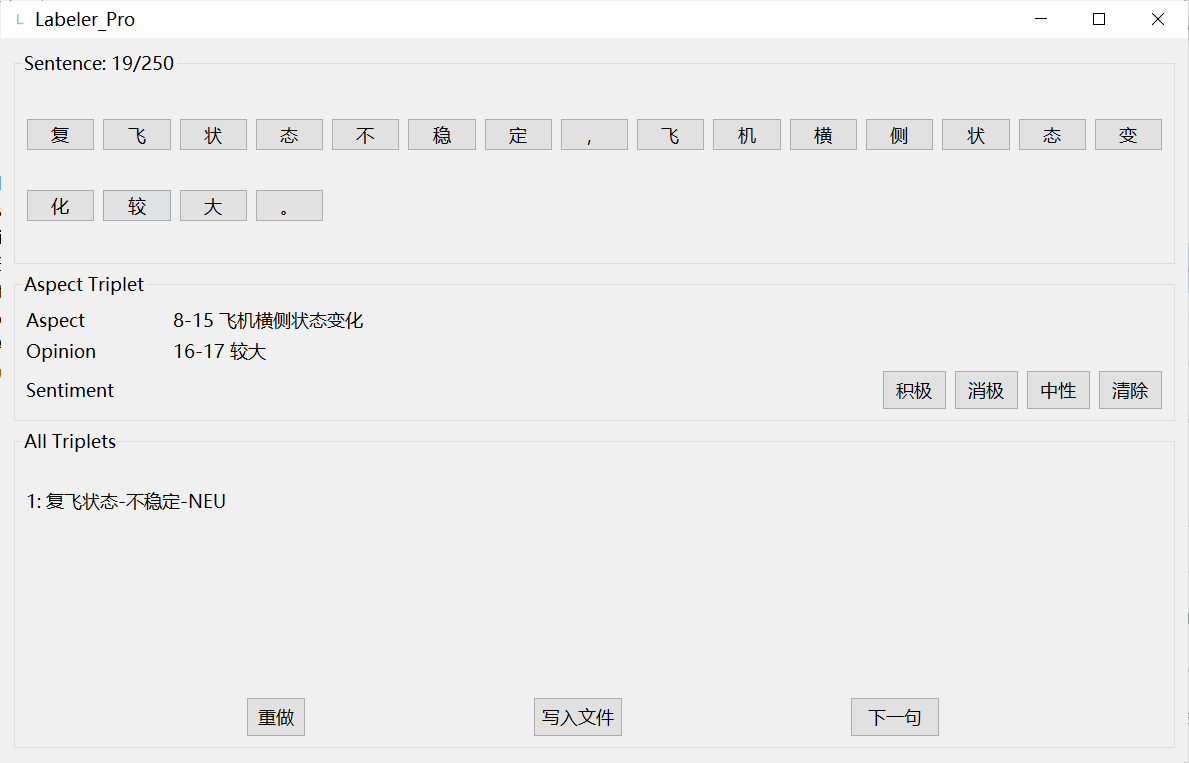 L Labeler_Pro
Sentence: 19/250
复 飞 状 态 不 稳 定 , 飞 机 横 侧 状 态 变
化 较 大 。
Aspect Triplet
Aspect 8-15 飞机横侧状态变化
Opinion 16-17 较大
Sentiment 积极 消极 中性 清除
All Triplets
1: 复飞状态-不稳定-NEU
重做 写入文件 下一句